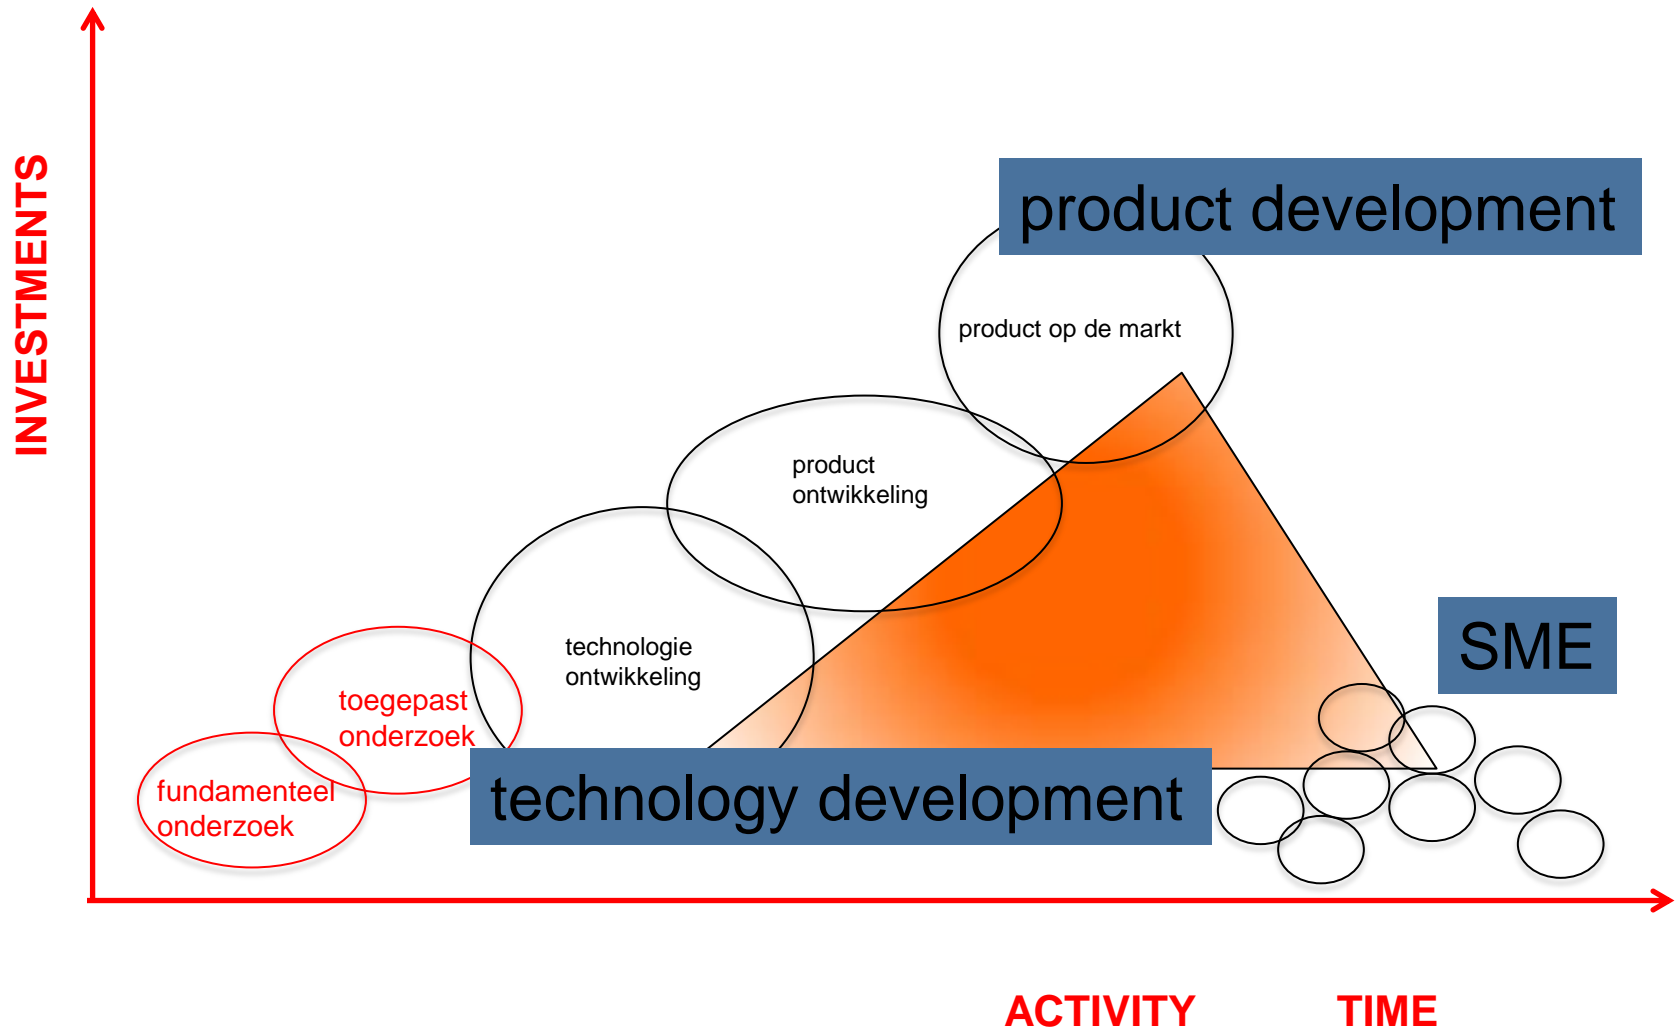 INVESTMENTS
product development
product op de markt
product
ontwikkeling
SME
technologie
ontwikkeling
toegepast
onderzoek
fundamenteel
onderzoek
technology development
ACTIVITY TIME